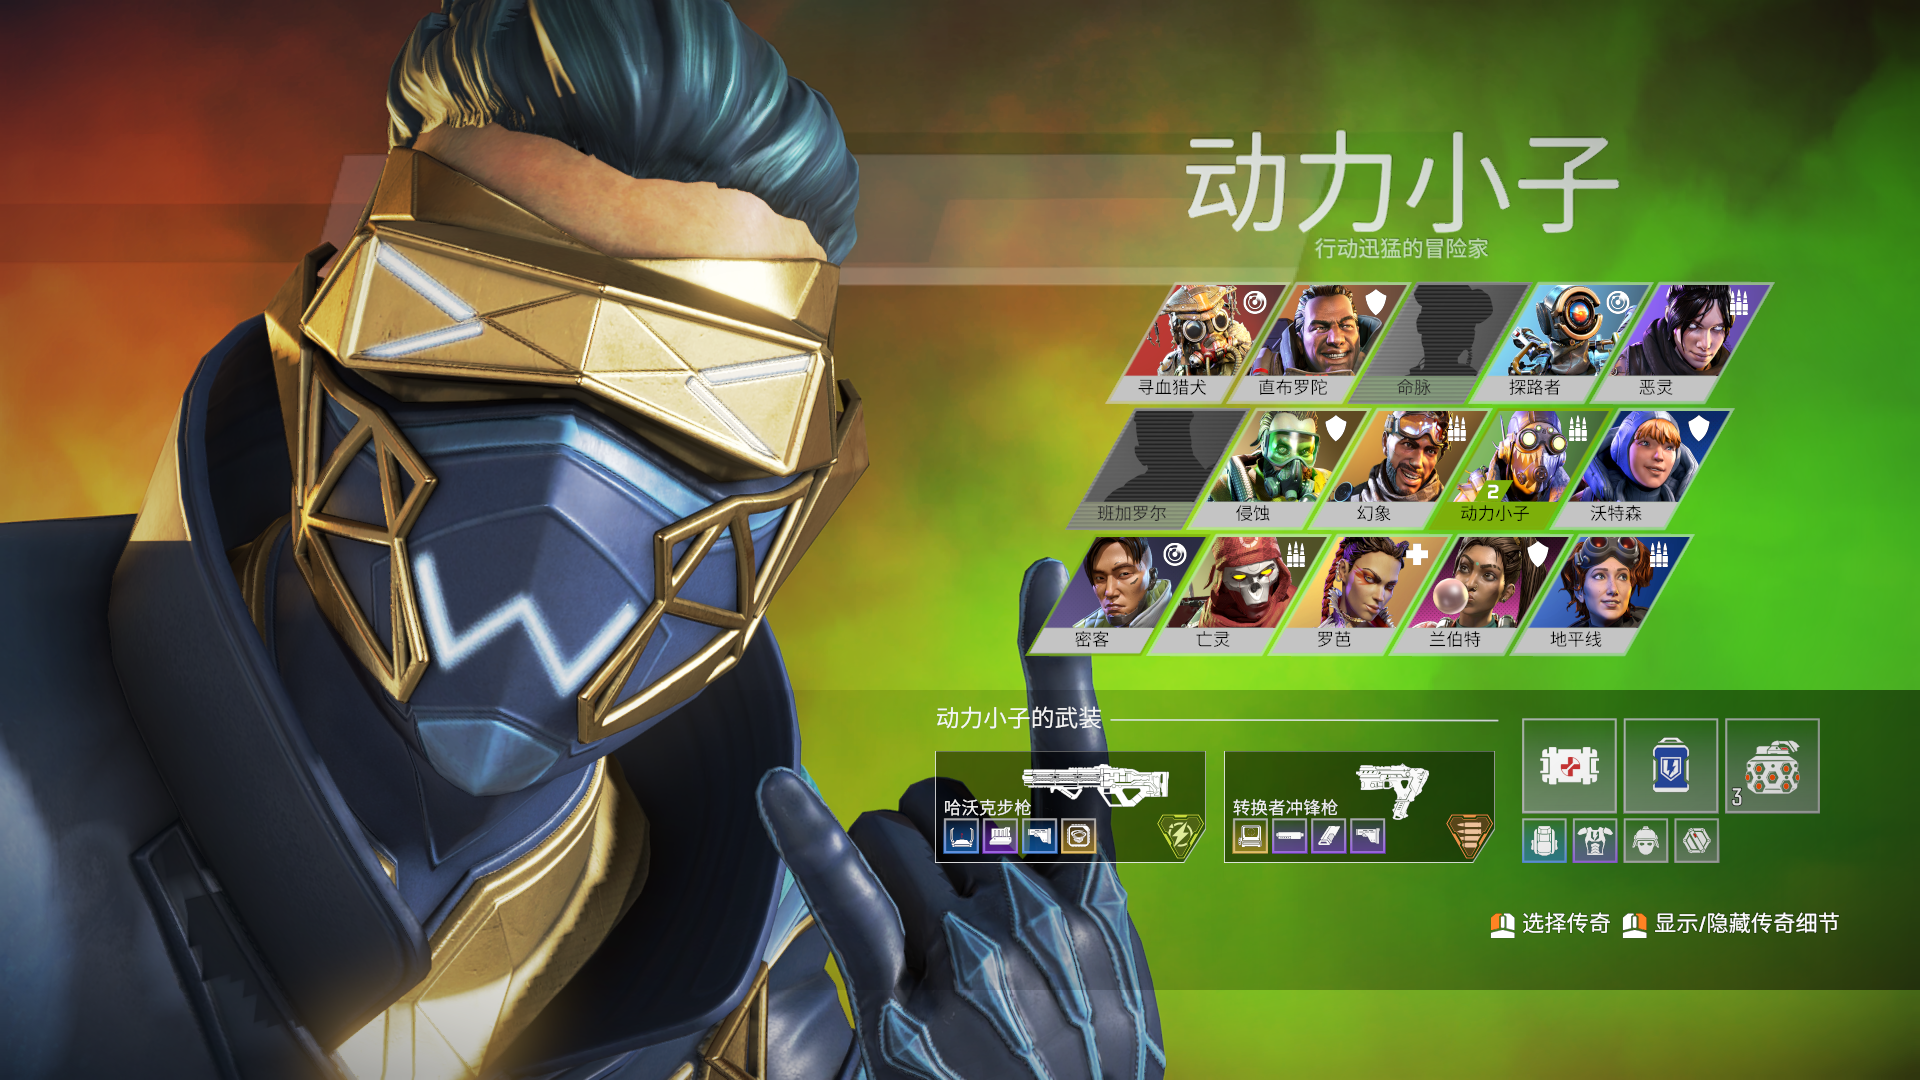 动力小子
行动迅猛的冒险家
寻血猎犬 直布罗陀 命脉 探路者 恶灵
2
班加罗尔 侵蚀 幻象 动力小子 沃特森
密客 亡灵 罗芭 兰伯特 地平线
动力小子的武装
哈沃克步枪 转换者冲锋枪
3
选择传奇 显示/隐藏传奇细节